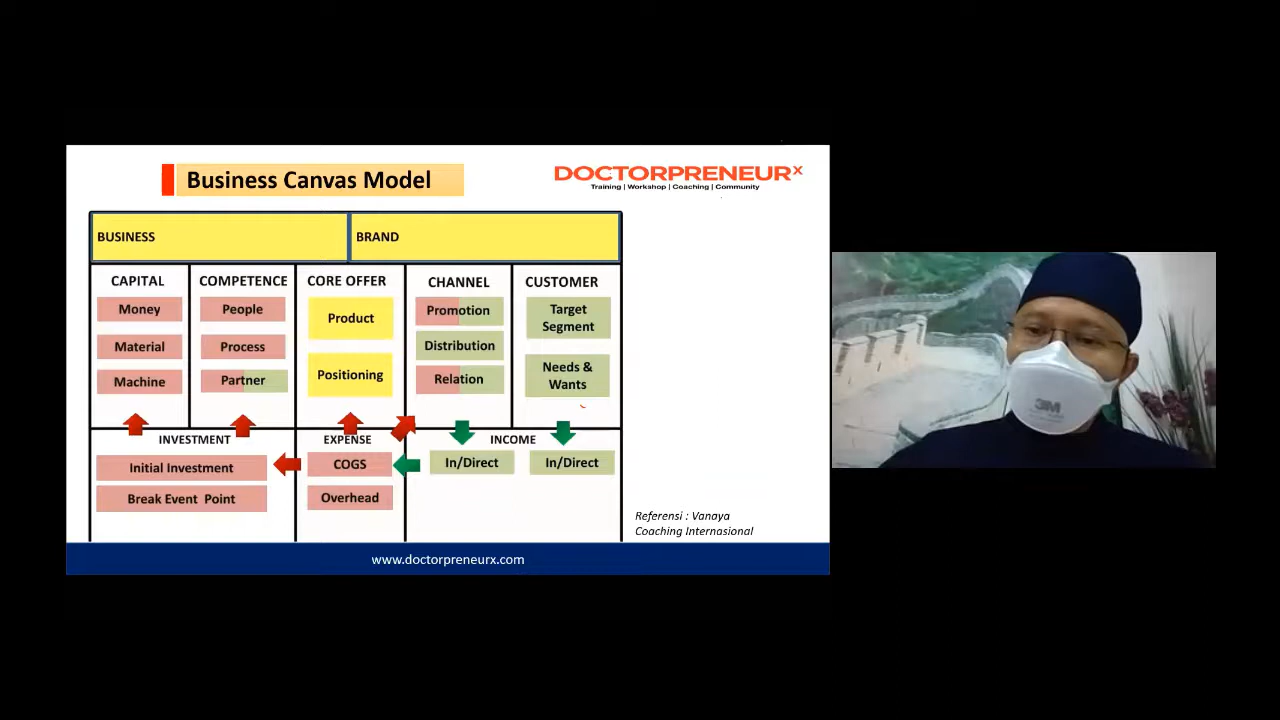 Business Canvas Model
DOCTORPRENEURX
Training | Workshop | Coaching | Community
BUSINESS
BRAND
CAPITAL
Money
Material
Machine
COMPETENCE
People
Process
Partner
CORE OFFER
Product
Positioning
CHANNEL
Promotion
Distribution
Relation
CUSTOMER
Target
Segment
Needs &
Wants
INVESTMENT
Initial Investment
Break Event Point
EXPENSE
COGS
Overhead
INCOME
In/Direct
In/Direct
Referensi : Vanaya
Coaching Internasional
www.doctorpreneurx.com
3M